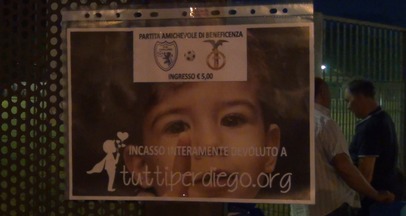 PARTITA AMICHEVOLE DI BENEFICENZA
INGRESSO € 5,00
INCASSO INTERAMENTE DEVOLUTO A
tuttiperdiego.org